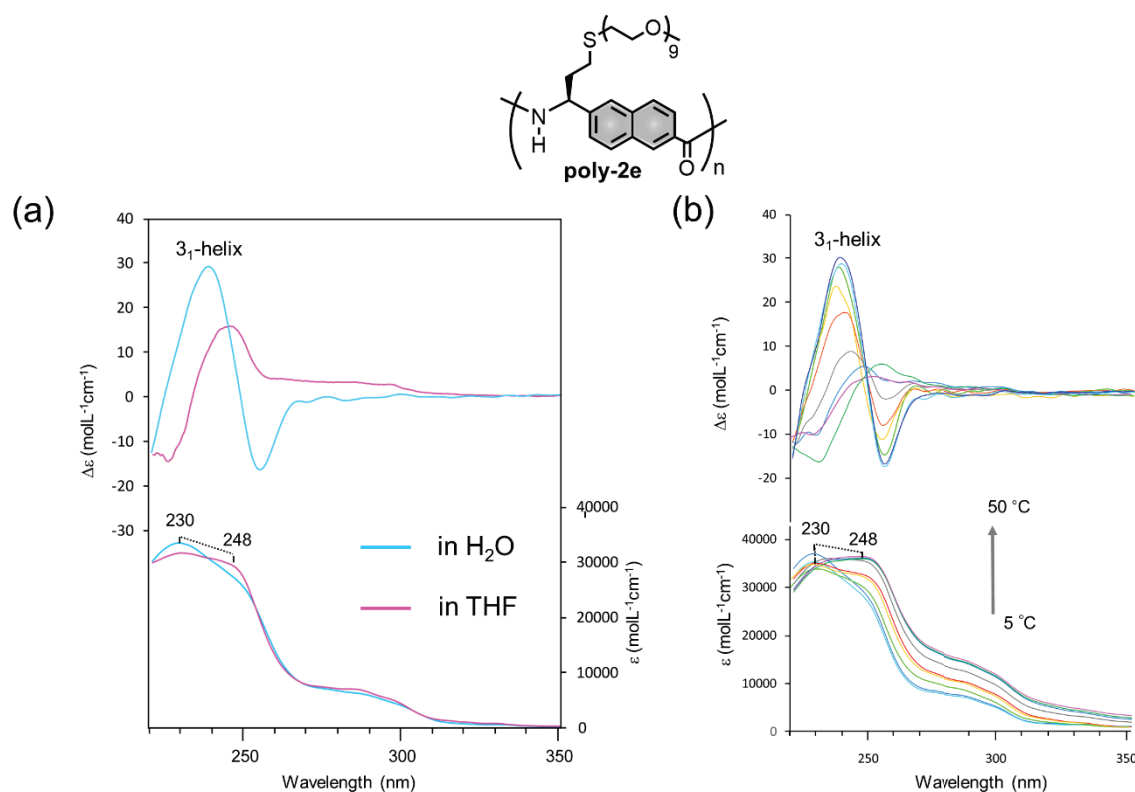 S
O
9
N
H
O
n
poly-2e
(a)
40
30
20
10
0
-10
-20
-30
Δε (molL⁻¹cm⁻¹)
3₁-helix
230
248
in H₂O
in THF
40000
30000
20000
10000
0
ε (molL⁻¹cm⁻¹)
250
300
350
Wavelength (nm)
(b)
40
30
20
10
0
-10
-20
Δε (molL⁻¹cm⁻¹)
3₁-helix
230
248
50 °C
5 °C
40000
30000
20000
10000
0
ε (molL⁻¹cm⁻¹)
250
300
350
Wavelength (nm)